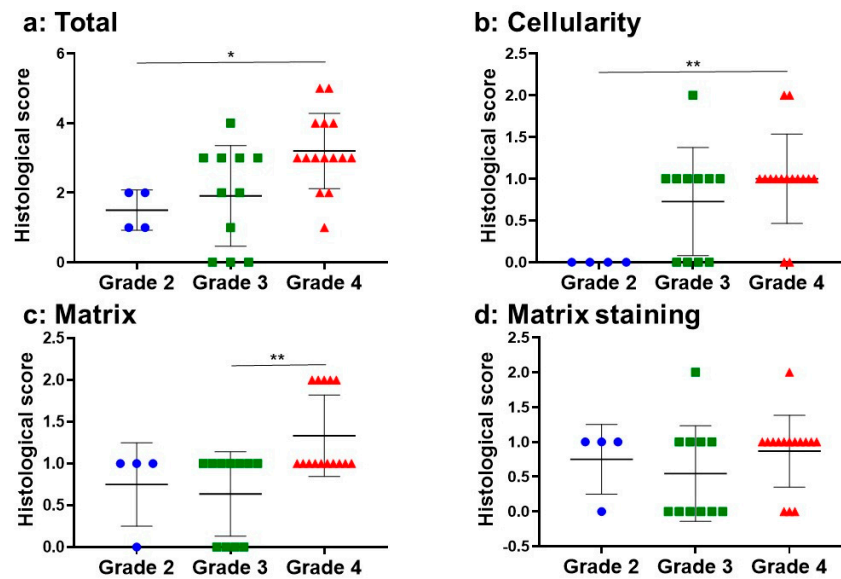 a: Total
Histological score
6
4
2
0
*
Grade 2 Grade 3 Grade 4
b: Cellularity
Histological score
2.5
2.0
1.5
1.0
0.5
0.0
**
Grade 2 Grade 3 Grade 4
c: Matrix
Histological score
2.5
2.0
1.5
1.0
0.5
0.0
**
Grade 2 Grade 3 Grade 4
d: Matrix staining
Histological score
2.5
2.0
1.5
1.0
0.5
0.0
-0.5
Grade 2 Grade 3 Grade 4